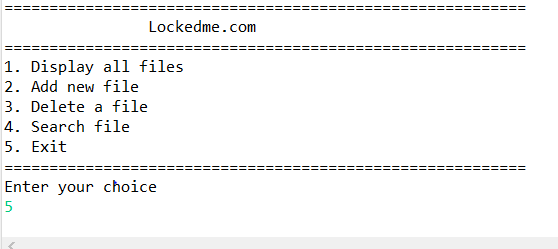 ==========================================================
Lockedme.com
==========================================================
1. Display all files
2. Add new file
3. Delete a file
4. Search file
5. Exit
==========================================================
Enter your choice
5